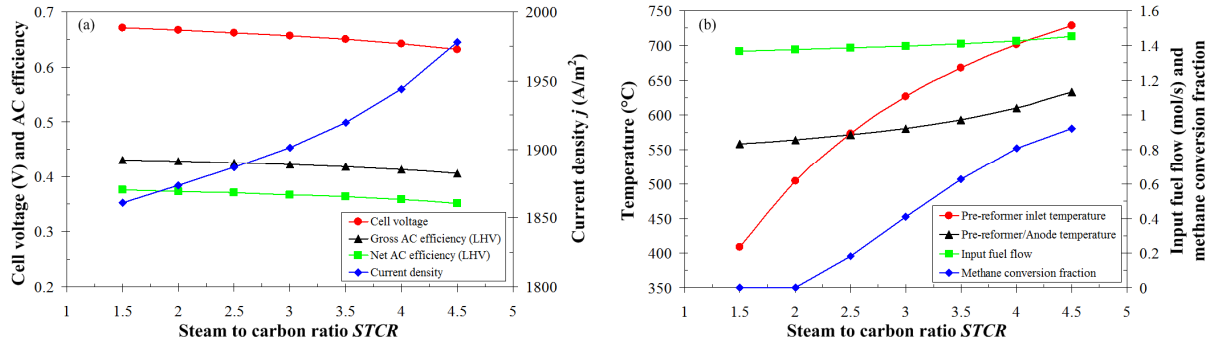 (a)
Cell voltage (V) and AC efficiency
0.7
0.6
0.5
0.4
0.3
0.2
2000
1950
1900
1850
1800
Current density j (A/m²)
Cell voltage
Gross AC efficiency (LHV)
Net AC efficiency (LHV)
Current density
1 1.5 2 2.5 3 3.5 4 4.5 5
Steam to carbon ratio STCR
(b)
Temperature (°C)
750
700
650
600
550
500
450
400
350
1.6
1.4
1.2
1
0.8
0.6
0.4
0.2
0
Input fuel flow (mol/s) and
methane conversion fraction
Pre-reformer inlet temperature
Pre-reformer/Anode temperature
Input fuel flow
Methane conversion fraction
1 1.5 2 2.5 3 3.5 4 4.5 5
Steam to carbon ratio STCR